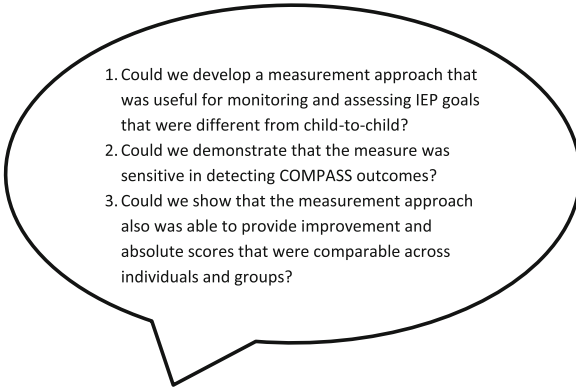 1. Could we develop a measurement approach that
was useful for monitoring and assessing IEP goals
that were different from child-to-child?
2. Could we demonstrate that the measure was
sensitive in detecting COMPASS outcomes?
3. Could we show that the measurement approach
also was able to provide improvement and
absolute scores that were comparable across
individuals and groups?